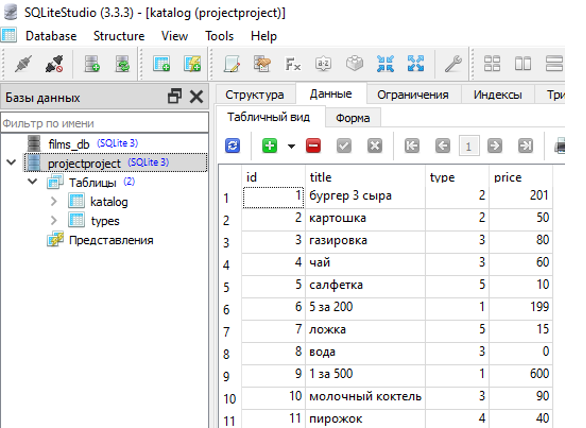 SQLiteStudio (3.3.3) - [katalog (projectproject)]
Database Structure View Tools Help
Базы данных
Фильтр по имени
films_db (SQLite 3)
projectproject (SQLite 3)
Таблицы (2)
katalog
types
Представления
Структура Данные Ограничения Индексы Три
Табличный вид Форма
1
id title type price
1 1 бургер 3 сыра 2 201
2 2 картошка 2 50
3 3 газировка 3 80
4 4 чай 3 60
5 5 салфетка 5 10
6 6 5 за 200 1 199
7 7 ложка 5 15
8 8 вода 3 0
9 9 1 за 500 1 600
10 10 молочный коктель 3 90
11 11 пирожок 4 40